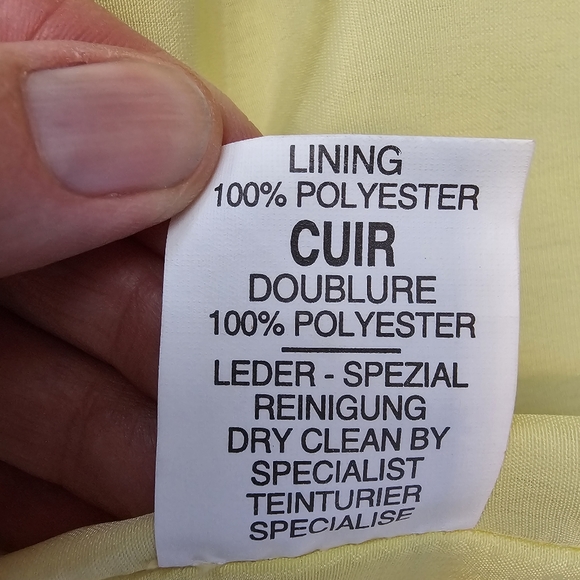 LINING
100% POLYESTER
CUIR
DOUBLURE
100% POLYESTER
LEDER - SPEZIAL
REINIGUNG
DRY CLEAN BY
SPECIALIST
TEINTURIER
SPECIALISE